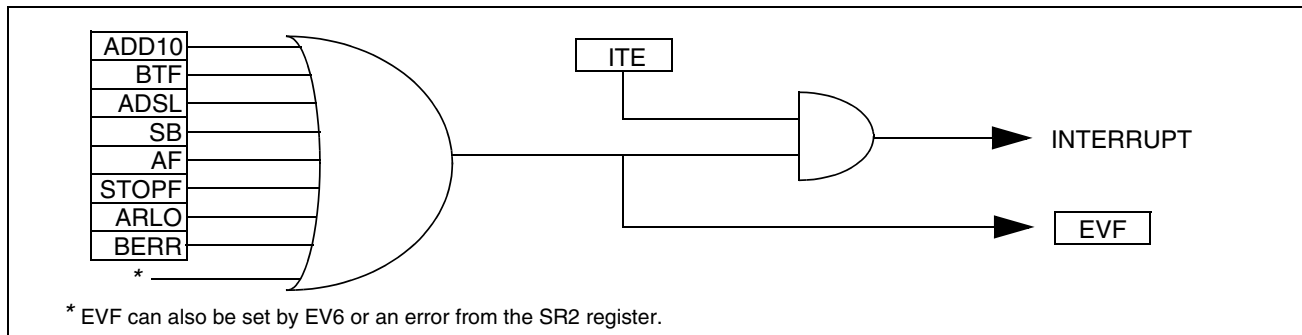 ADD10
BTF
ADSL
SB
AF
STOPF
ARLO
BERR
*
ITE
INTERRUPT
EVF
* EVF can also be set by EV6 or an error from the SR2 register.